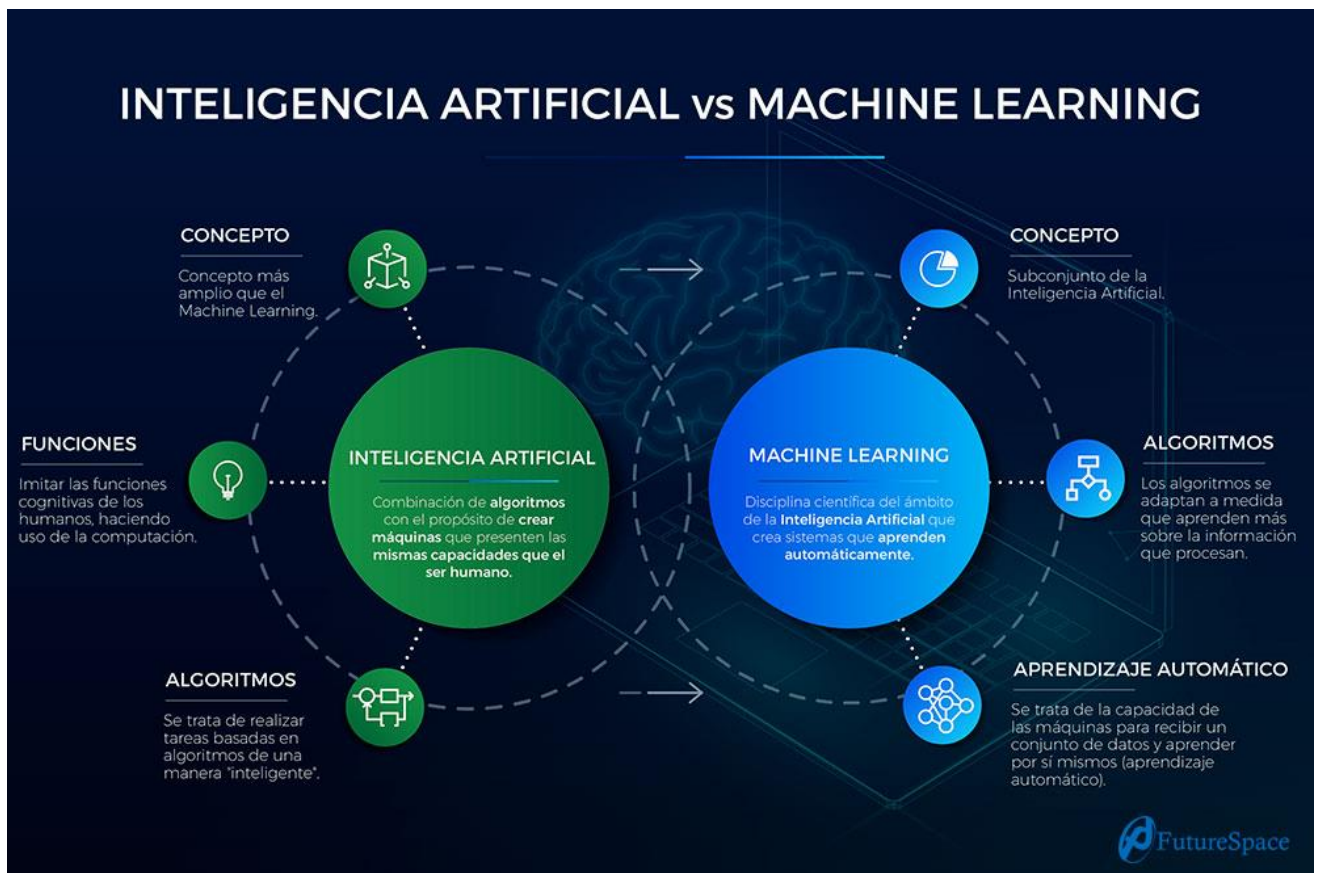 INTELIGENCIA ARTIFICIAL vs MACHINE LEARNING
CONCEPTO
Concepto más
amplio que el
Machine Learning.
FUNCIONES
Imitar las funciones
cognitivas de los
humanos, haciendo
uso de la computación.
ALGORITMOS
Se trata de realizar
tareas basadas en
algoritmos de una
manera "inteligente".
INTELIGENCIA ARTIFICIAL
Combinación de algoritmos
con el propósito de crear
máquinas que presenten las
mismas capacidades que el
ser humano.
MACHINE LEARNING
Disciplina científica del ámbito
de la Inteligencia Artificial que
crea sistemas que aprenden
automáticamente.
CONCEPTO
Subconjunto de la
Inteligencia Artificial.
ALGORITMOS
Los algoritmos se
adaptan a medida
que aprenden más
sobre la información
que procesan.
APRENDIZAJE AUTOMÁTICO
Se trata de la capacidad de
las máquinas para recibir un
conjunto de datos y aprender
por sí mismos (aprendizaje
automático).
FutureSpace